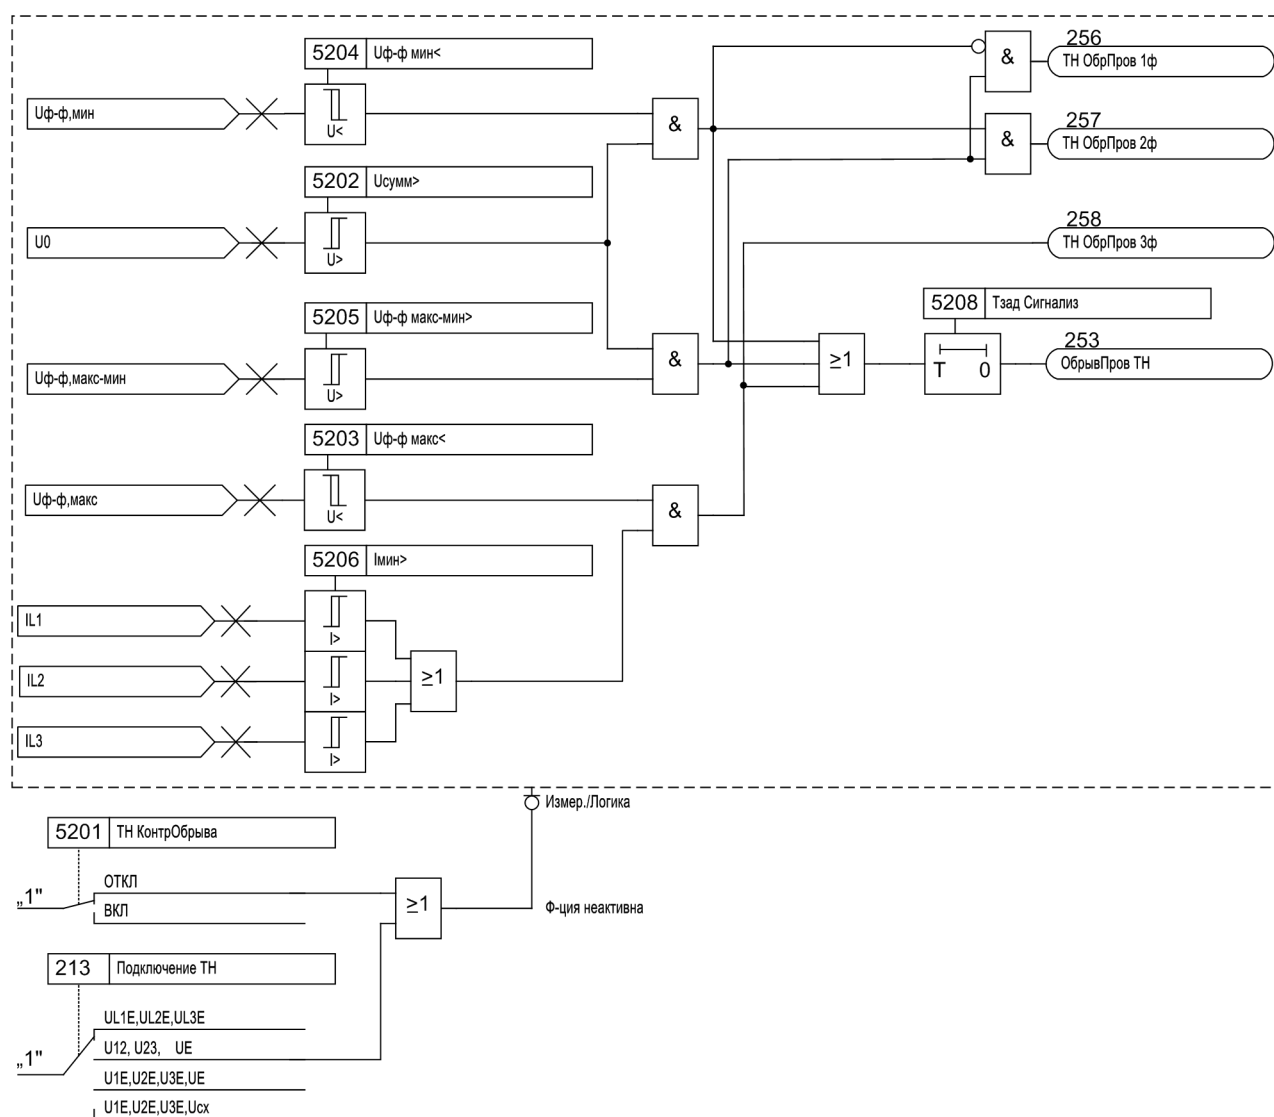 5204 Uф-ф мин<
256
&
ТН ОбрПров 1ф
Uф-ф,мин
U<
&
257
&
ТН ОбрПров 2ф
5202 Uсумм>
U0
U>
258
ТН ОбрПров 3ф
5205 Uф-ф макс-мин>
5208 Тзад Сигнализ
Uф-ф,макс-мин
U>
&
≥1
T 0
253
ОбрывПров ТН
5203 Uф-ф макс<
Uф-ф,макс
U<
&
5206 Iмин>
IL1
I>
IL2
I>
≥1
IL3
I>
Измер./Логика
5201 ТН КонтрОбрыва
„1"
ОТКЛ
ВКЛ
≥1
Ф-ция неактивна
213 Подключение ТН
„1"
UL1E,UL2E,UL3E
U12, U23, UE
U1E,U2E,U3E,UE
U1E,U2E,U3E,Uсх